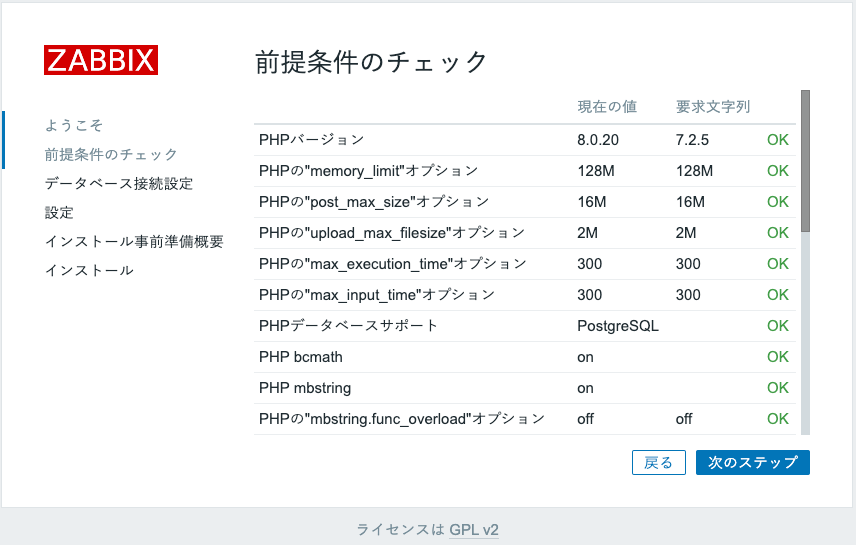 ZABBIX
前提条件のチェック
ようこそ
前提条件のチェック
データベース接続設定
設定
インストール事前準備概要
インストール
現在の値 要求文字列
PHPバージョン 8.0.20 7.2.5 OK
PHPの"memory_limit"オプション 128M 128M OK
PHPの"post_max_size"オプション 16M 16M OK
PHPの"upload_max_filesize"オプション 2M 2M OK
PHPの"max_execution_time"オプション 300 300 OK
PHPの"max_input_time"オプション 300 300 OK
PHPデータベースサポート PostgreSQL OK
PHP bcmath on OK
PHP mbstring on OK
PHPの"mbstring.func_overload"オプション off off OK
戻る 次のステップ
ライセンスは GPL v2